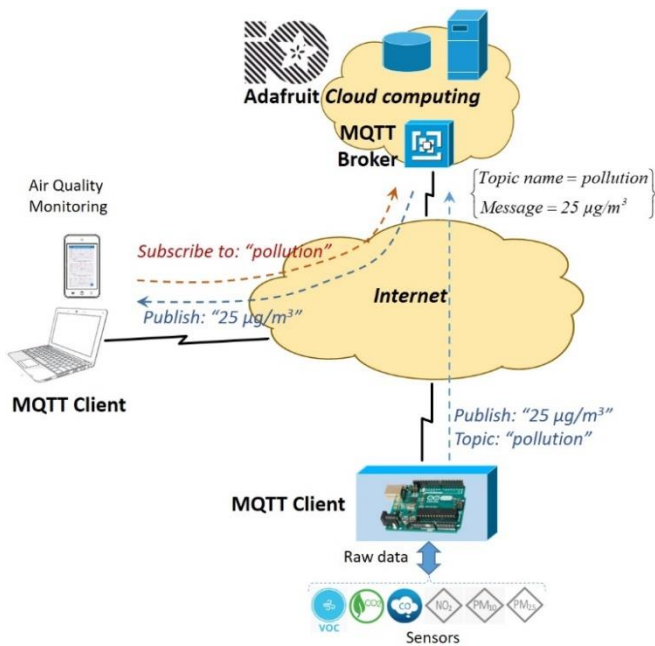 iO
Adafruit Cloud computing
MQTT
Broker
{Topic name = pollution
Message = 25 µg/m³}
Air Quality
Monitoring
Subscribe to: “pollution”
Internet
Publish: “25 µg/m³”
MQTT Client
Publish: “25 µg/m³”
Topic: “pollution”
MQTT Client
Raw data
VOC
CO₂
CO
NO₂
PM₁₀
PM₂.₅
Sensors